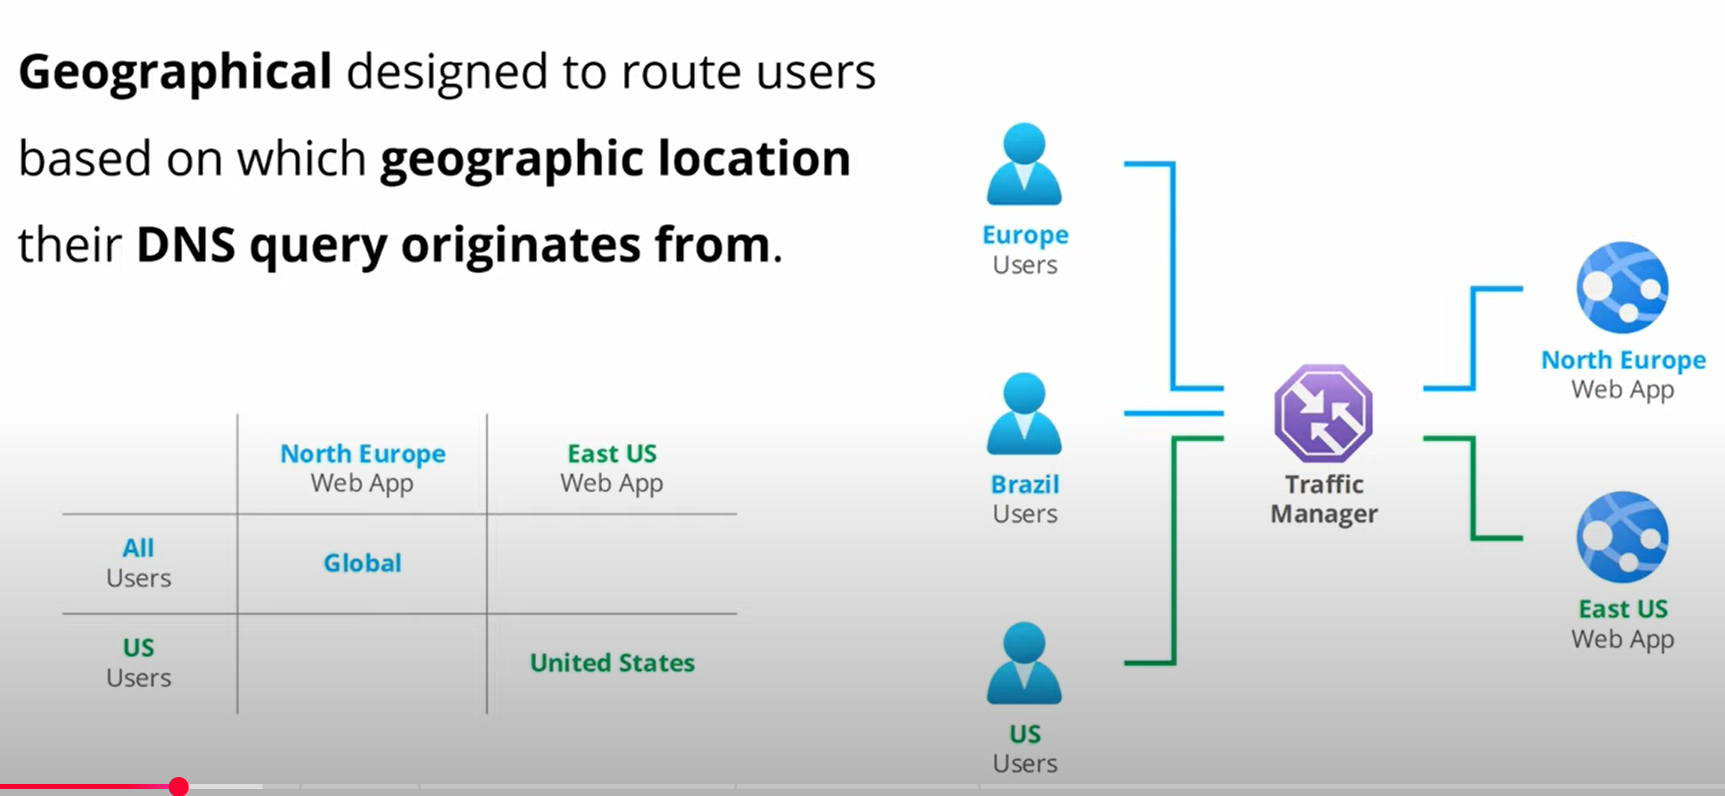 Geographical designed to route users
based on which geographic location
their DNS query originates from.
North Europe
Web App
East US
Web App
All
Users
Global
US
Users
United States
Europe
Users
Brazil
Users
US
Users
Traffic
Manager
North Europe
Web App
East US
Web App